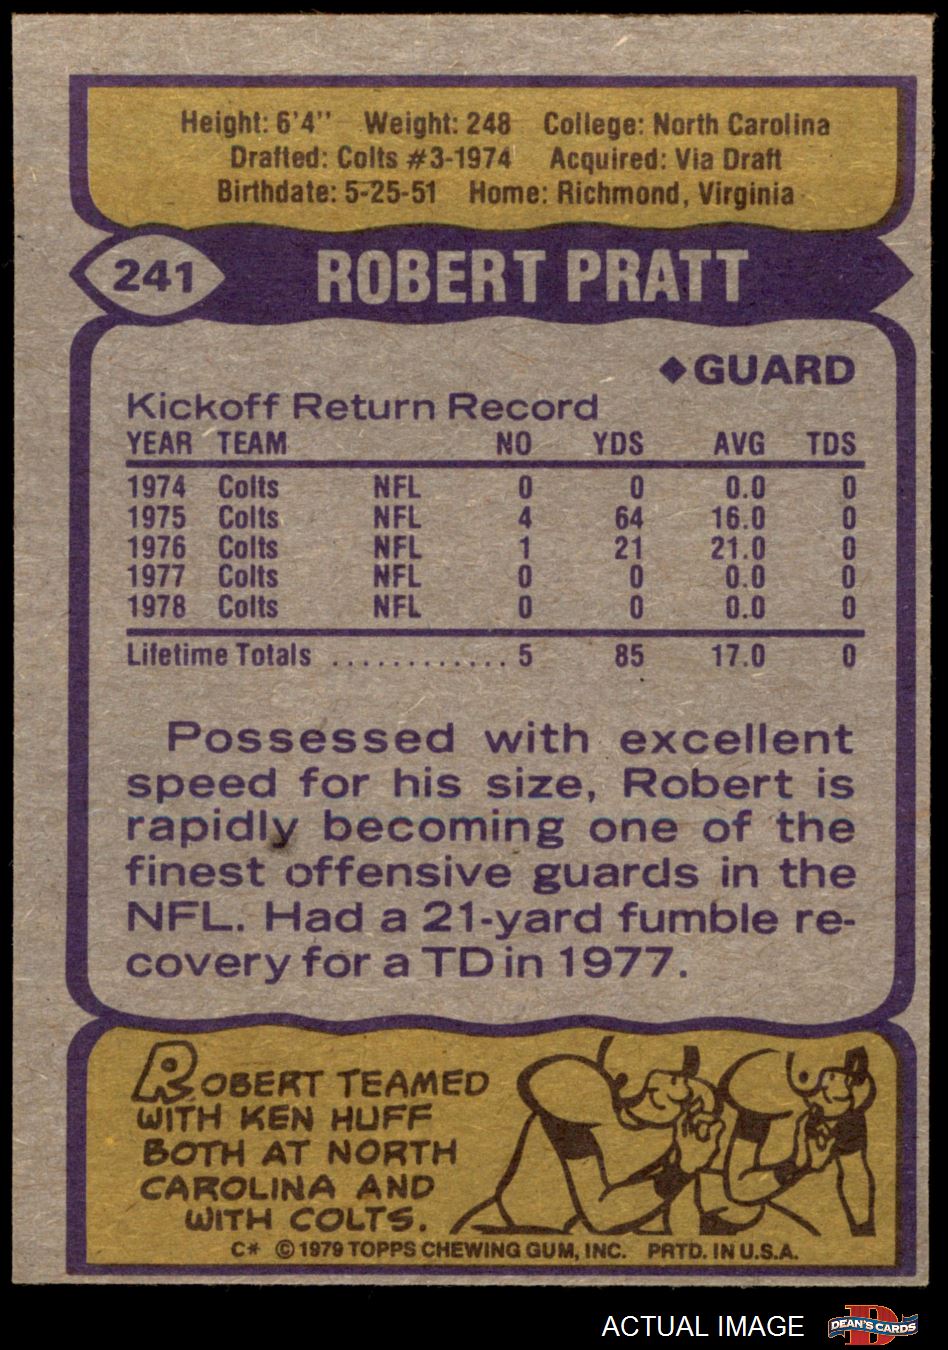 Height: 6'4" Weight: 248 College: North Carolina
Drafted: Colts #3-1974 Acquired: Via Draft
Birthdate: 5-25-51 Home: Richmond, Virginia
241 ROBERT PRATT
◆GUARD
Kickoff Return Record
YEAR TEAM NO YDS AVG TDS
1974 Colts NFL 0 0 0.0 0
1975 Colts NFL 4 64 16.0 0
1976 Colts NFL 1 21 21.0 0
1977 Colts NFL 0 0 0.0 0
1978 Colts NFL 0 0 0.0 0
Lifetime Totals ............ 5 85 17.0 0
Possessed with excellent
speed for his size, Robert is
rapidly becoming one of the
finest offensive guards in the
NFL. Had a 21-yard fumble re-
covery for a TD in 1977.
ROBERT TEAMED
WITH KEN HUFF
BOTH AT NORTH
CAROLINA AND
WITH COLTS.
C* © 1979 TOPPS CHEWING GUM, INC. PRTD. IN U.S.A.
ACTUAL IMAGE D DEAN'S CARDS